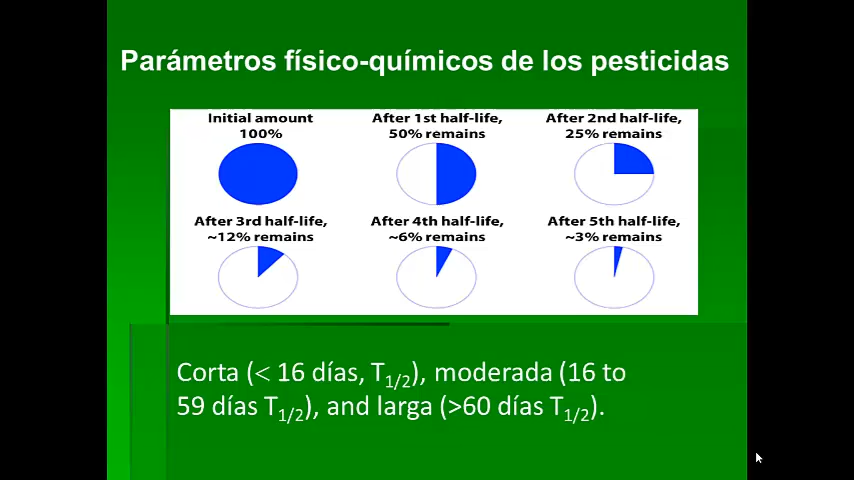 Parámetros físico-químicos de los pesticidas
Initial amount
100%
After 1st half-life,
50% remains
After 2nd half-life,
25% remains
After 3rd half-life,
~12% remains
After 4th half-life,
~6% remains
After 5th half-life,
~3% remains
Corta (< 16 días, T1/2), moderada (16 to
59 días T1/2), and larga (>60 días T1/2).